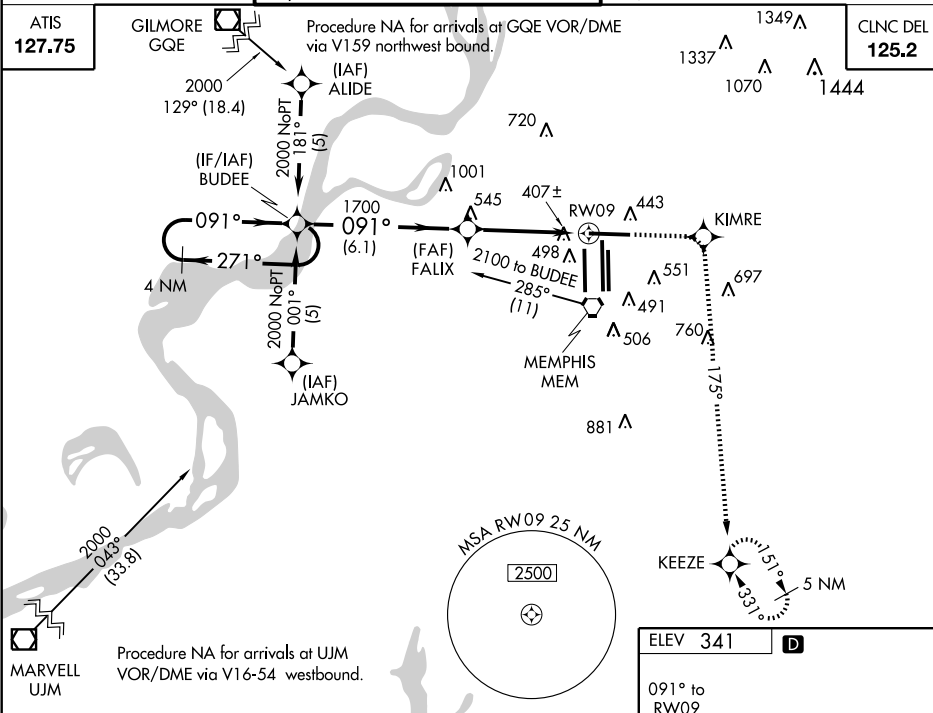 ATIS
127.75
GILMORE
GQE
Procedure NA for arrivals at GQE VOR/DME
via V159 northwest bound.
CLNC DEL
125.2
1349
1337
1070
1444
2000
129° (18.4)
(IAF)
ALIDE
2000 NoPT
181°
(5)
720
(IF/IAF)
BUDEE
1001
545
407±
RW09
443
KIMRE
091°
1700
091°
(6.1)
271°
4 NM
(FAF)
FALIX
498
2100 to BUDEE
285°
(11)
551
697
491
506
760
2000 NoPT
001°
(5)
MEMPHIS
MEM
(IAF)
JAMKO
175°
881
2000
043°
(33.8)
MSA RW09 25 NM
2500
KEEZE
151°
331°
5 NM
MARVELL
UJM
Procedure NA for arrivals at UJM
VOR/DME via V16-54 westbound.
ELEV 341
D
091° to
RW09